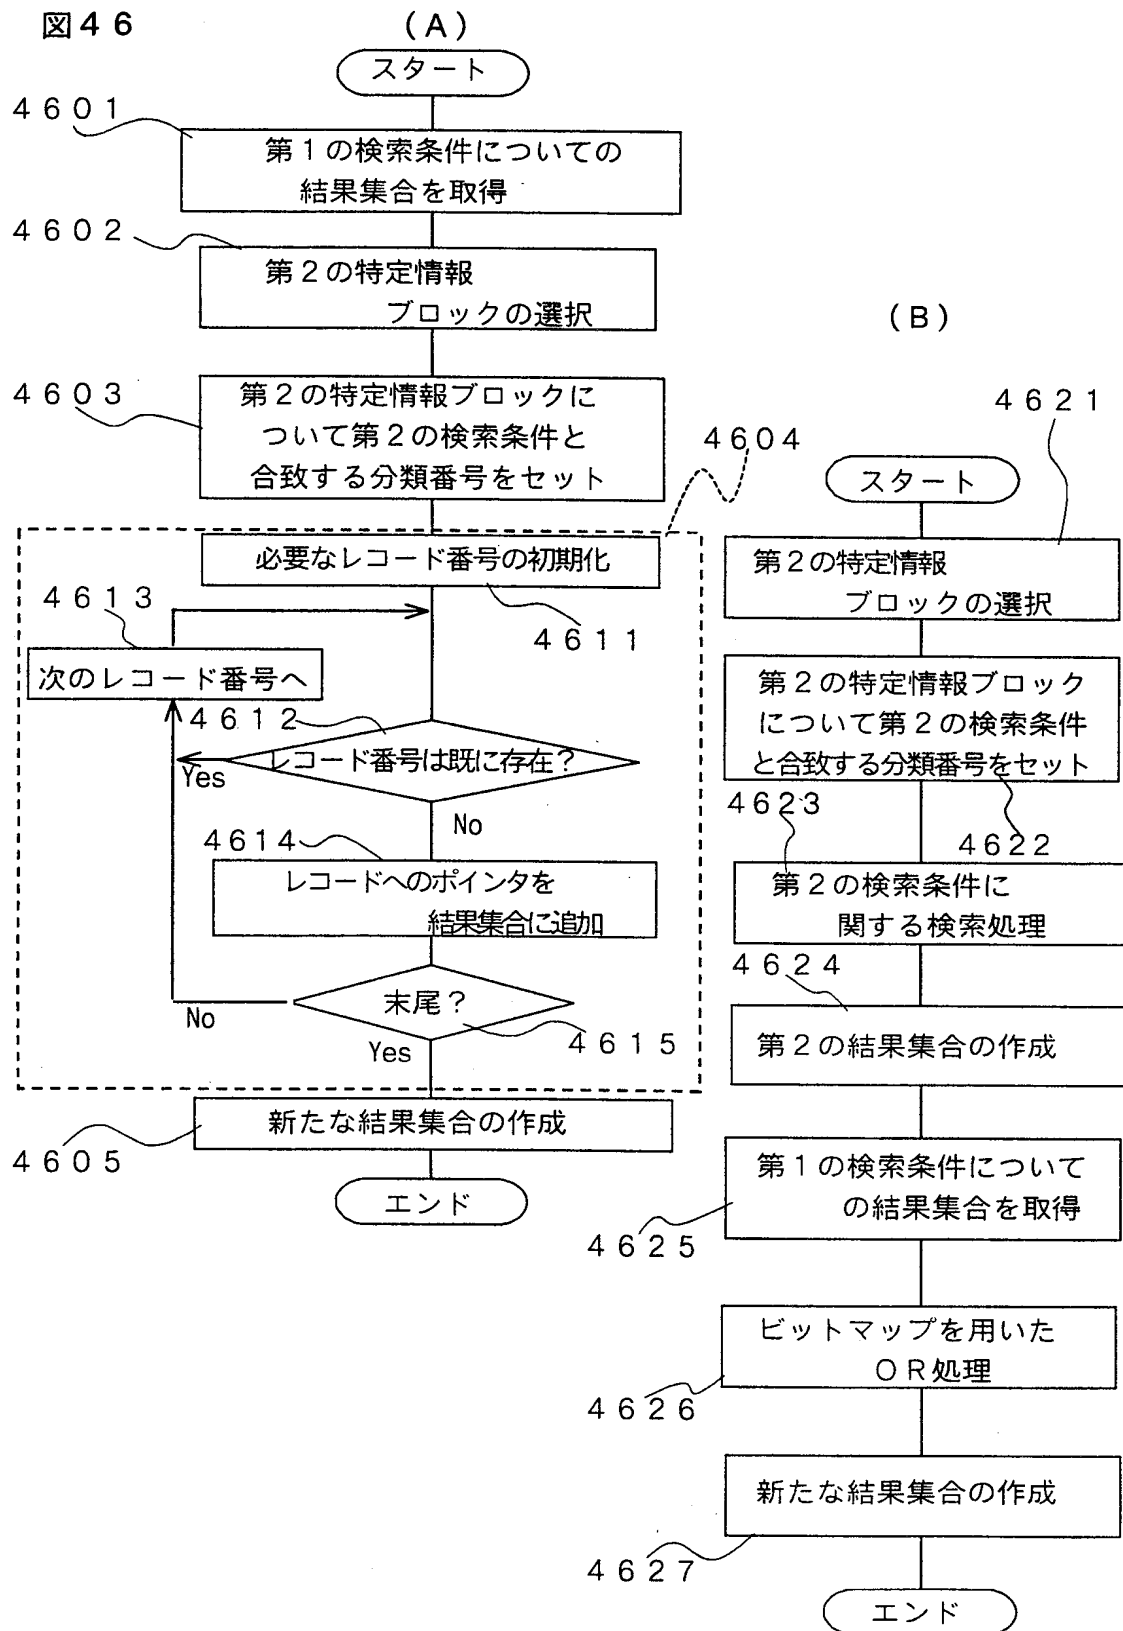 図４６
（Ａ）
スタート
４６０１
第１の検索条件についての
結果集合を取得
４６０２
第２の特定情報
ブロックの選択
４６０３
第２の特定情報ブロックに
ついて第２の検索条件と
合致する分類番号をセット
４６０４
必要なレコード番号の初期化
４６１１
４６１３
次のレコード番号へ
４６１２
レコード番号は既に存在？
Yes
No
４６１４
レコードへのポインタを
結果集合に追加
末尾？
No
４６１５
Yes
新たな結果集合の作成
４６０５
エンド
（Ｂ）
４６２１
スタート
第２の特定情報
ブロックの選択
第２の特定情報ブロック
について第２の検索条件
と合致する分類番号をセット
４６２３
４６２２
第２の検索条件に
関する検索処理
４６２４
第２の結果集合の作成
第１の検索条件について
の結果集合を取得
４６２５
ビットマップを用いた
ＯＲ処理
４６２６
新たな結果集合の作成
４６２７
エンド